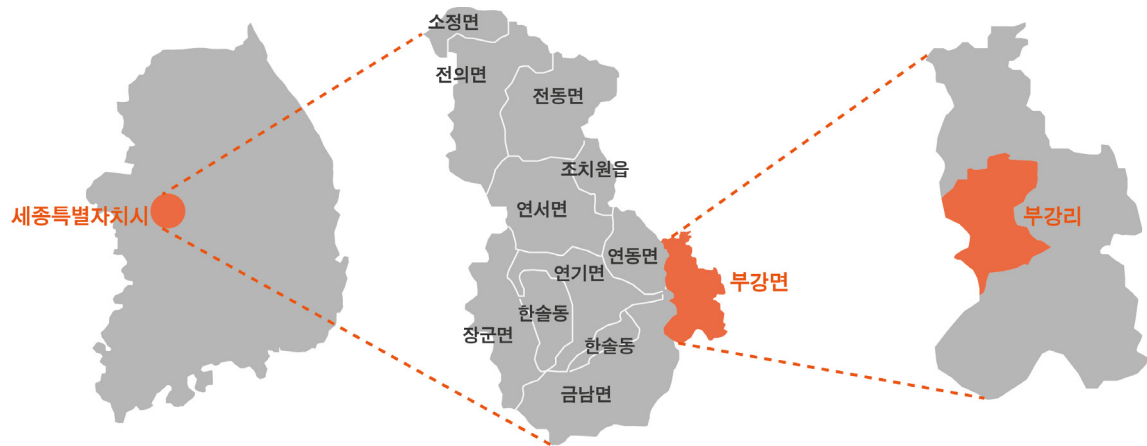 세종특별자치시
소정면
전의면
전동면
조치원읍
연서면
연동면
연기면
한솔동
장군면
한솔동
금남면
부강면
부강리